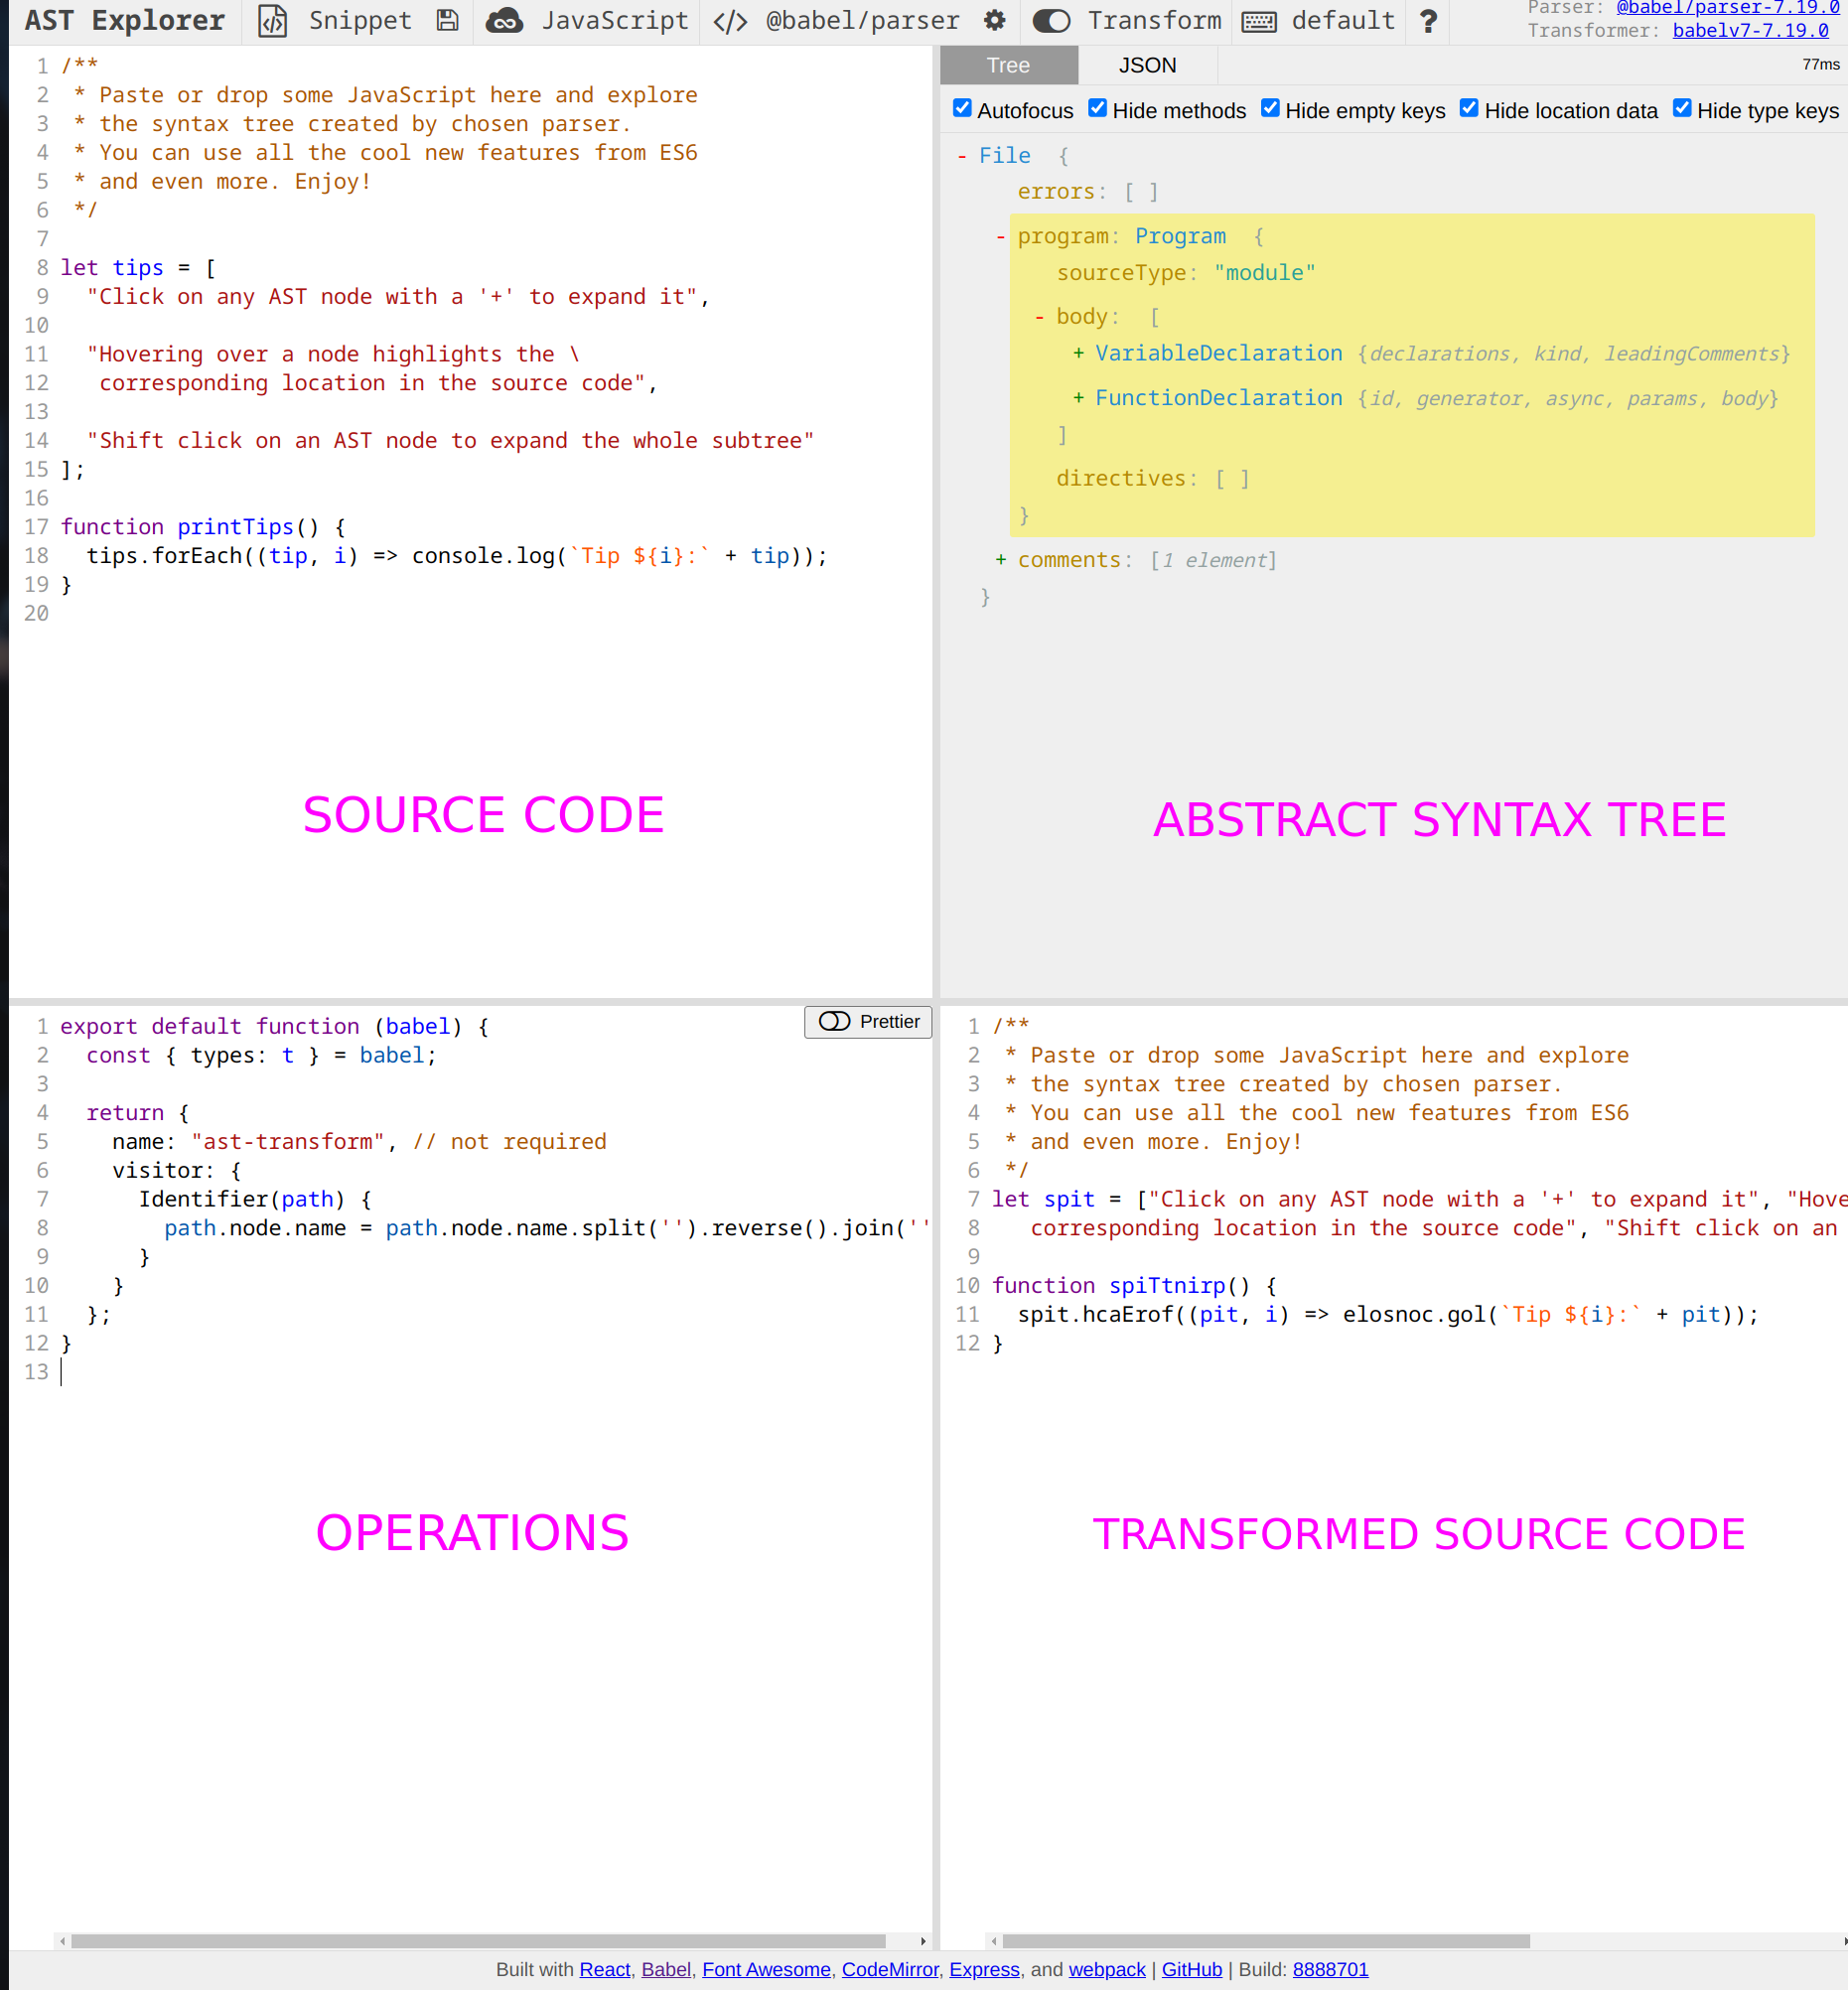 AST Explorer Snippet JavaScript </> @babel/parser Transform default ?
Parser: @babel/parser-7.19.0
Transformer: babelv7-7.19.0
1 /**
2  * Paste or drop some JavaScript here and explore
3  * the syntax tree created by chosen parser.
4  * You can use all the cool new features from ES6
5  * and even more. Enjoy!
6  */
7
8 let tips = [
9   "Click on any AST node with a '+' to expand it",
10
11   "Hovering over a node highlights the \
12    corresponding location in the source code",
13
14   "Shift click on an AST node to expand the whole subtree"
15 ];
16
17 function printTips() {
18   tips.forEach((tip, i) => console.log(`Tip ${i}:` + tip));
19 }
20
SOURCE CODE
Tree JSON 77ms
Autofocus Hide methods Hide empty keys Hide location data Hide type keys
- File {
errors: [ ]
- program: Program {
sourceType: "module"
- body: [
+ VariableDeclaration {declarations, kind, leadingComments}
+ FunctionDeclaration {id, generator, async, params, body}
]
directives: [ ]
}
+ comments: [1 element]
}
ABSTRACT SYNTAX TREE
Prettier
1 export default function (babel) {
2   const { types: t } = babel;
3
4   return {
5     name: "ast-transform", // not required
6     visitor: {
7       Identifier(path) {
8         path.node.name = path.node.name.split('').reverse().join(''
9       }
10     }
11   };
12 }
13
OPERATIONS
1 /**
2  * Paste or drop some JavaScript here and explore
3  * the syntax tree created by chosen parser.
4  * You can use all the cool new features from ES6
5  * and even more. Enjoy!
6  */
7 let spit = ["Click on any AST node with a '+' to expand it", "Hove
8    corresponding location in the source code", "Shift click on an
9
10 function spiTtnirp() {
11   spit.hcaErof((pit, i) => elosnoc.gol(`Tip ${i}:` + pit));
12 }
TRANSFORMED SOURCE CODE
Built with React, Babel, Font Awesome, CodeMirror, Express, and webpack | GitHub | Build: 8888701